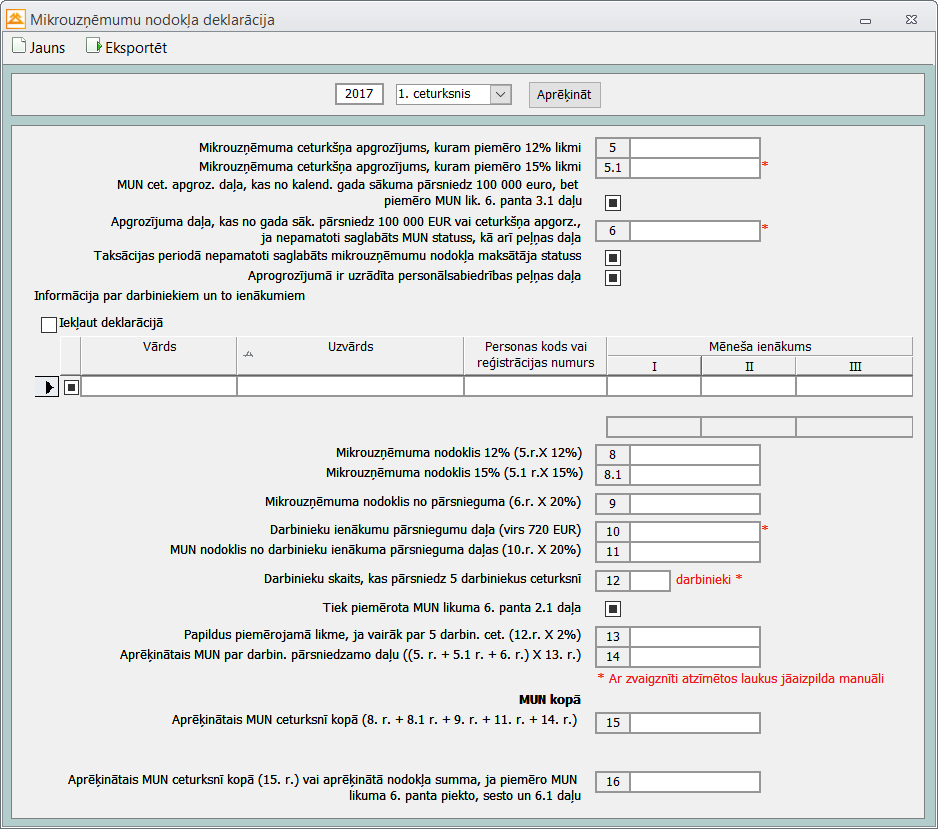 Mikrouzņēmumu nodokļa deklarācija
Jauns Eksportēt
2017 1. ceturksnis Aprēķināt
Mikrouzņēmuma ceturkšņa apgrozījums, kuram piemēro 12% likmi 5
Mikrouzņēmuma ceturkšņa apgrozījums, kuram piemēro 15% likmi 5.1 *
MUN cet. apgroz. daļa, kas no kalend. gada sākuma pārsniedz 100 000 euro, bet
piemēro MUN lik. 6. panta 3.1 daļu
Apgrozījuma daļa, kas no gada sāk. pārsniedz 100 000 EUR vai ceturkšņa apgorz.,
ja nepamatoti saglabāts MUN statuss, kā arī peļņas daļa 6 *
Taksācijas periodā nepamatoti saglabāts mikrouzņēmumu nodokļa maksātāja statuss
Aprogrozījumā ir uzrādīta personālsabiedrības peļņas daļa
Informācija par darbiniekiem un to ienākumiem
Iekļaut deklarācijā
Vārds Uzvārds Personas kods vai Mēneša ienākums
reģistrācijas numurs I II III
Mikrouzņēmuma nodoklis 12% (5.r.X 12%) 8
Mikrouzņēmuma nodoklis 15% (5.1 r.X 15%) 8.1
Mikrouzņēmuma nodoklis no pārsnieguma (6.r. X 20%) 9
Darbinieku ienākumu pārsniegumu daļa (virs 720 EUR) 10 *
MUN nodoklis no darbinieku ienākuma pārsnieguma daļas (10.r. X 20%) 11
Darbinieku skaits, kas pārsniedz 5 darbiniekus ceturksnī 12 darbinieki *
Tiek piemērota MUN likuma 6. panta 2.1 daļa
Papildus piemērojamā likme, ja vairāk par 5 darbin. cet. (12.r. X 2%) 13
Aprēķinātais MUN par darbin. pārsniedzamo daļu ((5. r. + 5.1 r. + 6. r.) X 13. r.) 14
* Ar zvaigznīti atzīmētos laukus jāaizpilda manuāli
MUN kopā
Aprēķinātais MUN ceturksnī kopā (8. r. + 8.1 r. + 9. r. + 11. r. + 14. r.) 15
Aprēķinātais MUN ceturksnī kopā (15. r.) vai aprēķinātā nodokļa summa, ja piemēro MUN 16
likuma 6. panta piekto, sesto un 6.1 daļu